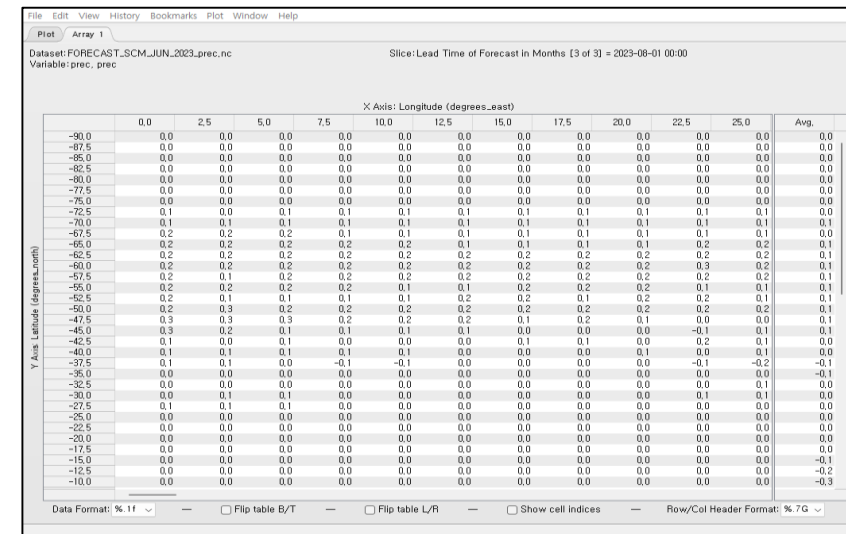 File Edit View History Bookmarks Plot Window Help
Plot Array 1
Dataset: FORECAST_SCM_JUN_2023_prec.nc Slice: Lead Time of Forecast in Months [3 of 3] = 2023-08-01 00:00
Variable: prec, prec
X Axis: Longitude (degrees_east)
0,0 2,5 5,0 7,5 10,0 12,5 15,0 17,5 20,0 22,5 25,0 Avg,
-90,0 0,0 0,0 0,0 0,0 0,0 0,0 0,0 0,0 0,0 0,0 0,0 0,0
-87,5 0,0 0,0 0,0 0,0 0,0 0,0 0,0 0,0 0,0 0,0 0,0 0,0
-85,0 0,0 0,0 0,0 0,0 0,0 0,0 0,0 0,0 0,0 0,0 0,0 0,0
-82,5 0,0 0,0 0,0 0,0 0,0 0,0 0,0 0,0 0,0 0,0 0,0 0,0
-80,0 0,0 0,0 0,0 0,0 0,0 0,0 0,0 0,0 0,0 0,0 0,0 0,0
-77,5 0,0 0,0 0,0 0,0 0,0 0,0 0,0 0,0 0,0 0,0 0,0 0,0
-75,0 0,0 0,0 0,0 0,0 0,0 0,0 0,0 0,0 0,0 0,0 0,0 0,0
-72,5 0,1 0,0 0,1 0,1 0,1 0,1 0,1 0,1 0,1 0,1 0,1 0,0
-70,0 0,1 0,1 0,1 0,1 0,1 0,1 0,1 0,1 0,1 0,1 0,1 0,1
-67,5 0,2 0,2 0,2 0,1 0,1 0,1 0,1 0,1 0,1 0,1 0,1 0,0
-65,0 0,2 0,2 0,2 0,2 0,2 0,1 0,1 0,1 0,1 0,2 0,2 0,1
-62,5 0,2 0,2 0,2 0,2 0,2 0,2 0,2 0,2 0,2 0,2 0,2 0,1
-60,0 0,2 0,2 0,2 0,2 0,2 0,2 0,2 0,2 0,2 0,3 0,2 0,1
-57,5 0,2 0,1 0,2 0,2 0,2 0,2 0,2 0,2 0,2 0,2 0,2 0,1
-55,0 0,2 0,2 0,2 0,2 0,1 0,1 0,2 0,2 0,2 0,1 0,1 0,1
-52,5 0,2 0,1 0,1 0,1 0,1 0,2 0,2 0,1 0,2 0,2 0,1 0,1
-50,0 0,2 0,3 0,2 0,2 0,2 0,2 0,2 0,2 0,2 0,2 0,2 0,1
-47,5 0,3 0,3 0,3 0,2 0,2 0,2 0,1 0,2 0,1 0,0 0,0 0,1
-45,0 0,3 0,2 0,1 0,1 0,1 0,1 0,0 0,0 0,0 -0,1 0,1 0,1
-42,5 0,1 0,0 0,1 0,0 0,0 0,0 0,1 0,1 0,0 0,2 0,1 0,0
-40,0 0,1 0,1 0,1 0,1 0,1 0,0 0,0 0,0 0,1 0,0 0,1 0,0
-37,5 0,1 0,1 0,0 -0,1 -0,1 0,0 0,0 0,0 0,0 -0,1 -0,2 -0,1
-35,0 0,0 0,0 0,0 0,0 0,0 0,0 0,0 0,0 0,0 0,0 0,0 -0,1
-32,5 0,0 0,0 0,0 0,0 0,0 0,0 0,0 0,0 0,0 0,0 0,1 0,0
-30,0 0,0 0,1 0,1 0,0 0,0 0,0 0,0 0,0 0,0 0,1 0,1 0,0
-27,5 0,1 0,1 0,1 0,0 0,0 0,0 0,0 0,0 0,0 0,0 0,0 0,0
-25,0 0,0 0,0 0,0 0,0 0,0 0,0 0,0 0,0 0,0 0,0 0,0 0,0
-22,5 0,0 0,0 0,0 0,0 0,0 0,0 0,0 0,0 0,0 0,0 0,0 0,0
-20,0 0,0 0,0 0,0 0,0 0,0 0,0 0,0 0,0 0,0 0,0 0,0 0,0
-17,5 0,0 0,0 0,0 0,0 0,0 0,0 0,0 0,0 0,0 0,0 0,0 0,0
-15,0 0,0 0,0 0,0 0,0 0,0 0,0 0,0 0,0 0,0 0,0 0,0 -0,1
-12,5 0,0 0,0 0,0 0,0 0,0 0,0 0,0 0,0 0,0 0,0 0,0 -0,2
-10,0 0,0 0,0 0,0 0,0 0,0 0,0 0,0 0,0 0,0 0,0 0,0 -0,3
Y Axis: Latitude (degrees_north)
Data Format: %.1f — Flip table B/T — Flip table L/R — Show cell indices — Row/Col Header Format: %.7G